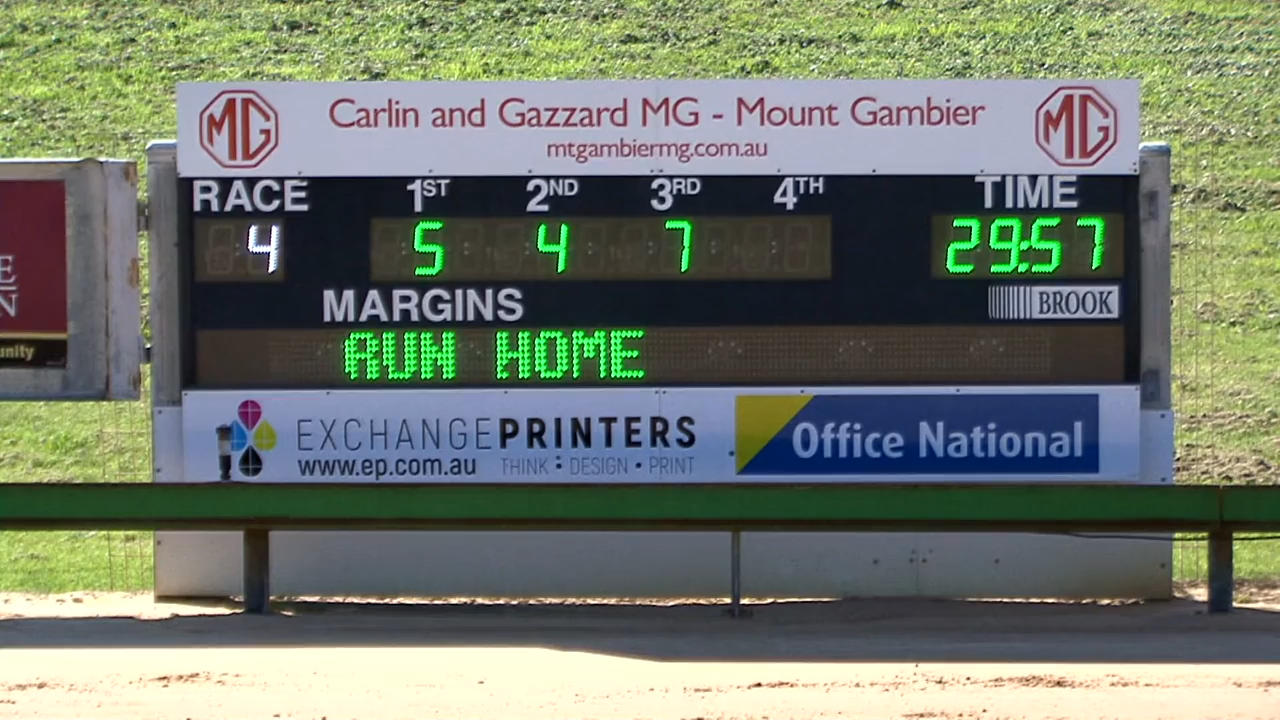 MG Carlin and Gazzard MG - Mount Gambier MG
mtgambiermg.com.au
RACE 1ST 2ND 3RD 4TH TIME
4 5 4 7 29:57
MARGINS BROOK
RUN HOME
E
N
unity
EXCHANGEPRINTERS
www.ep.com.au THINK : DESIGN • PRINT
Office National